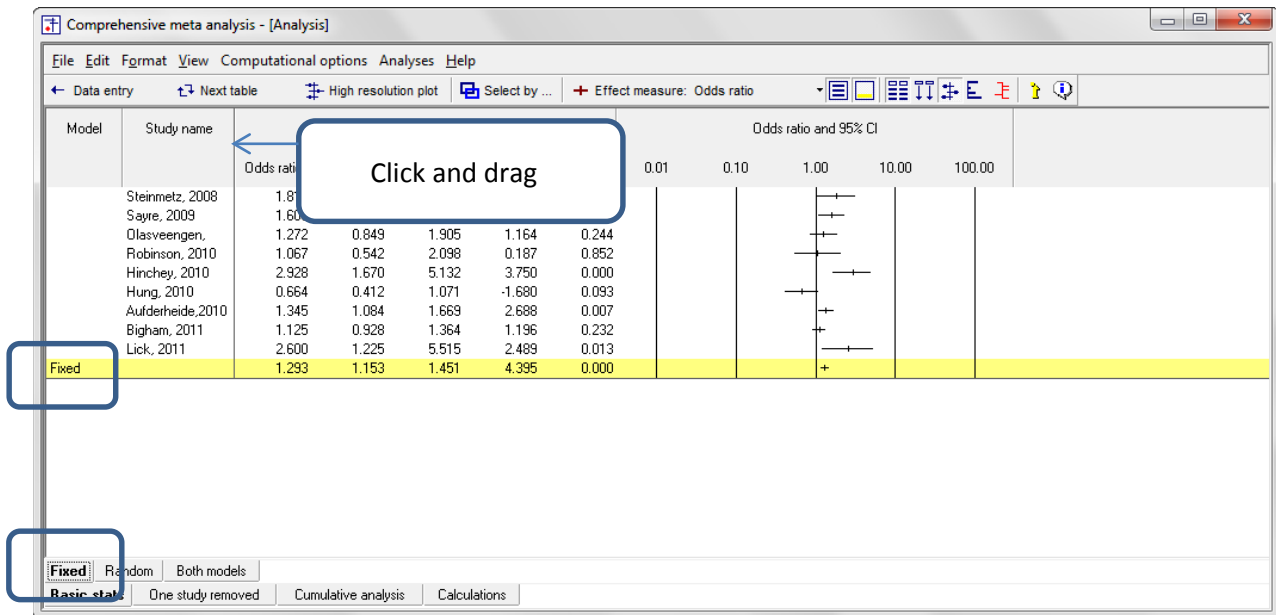 Comprehensive meta analysis - [Analysis]
File Edit Format View Computational options Analyses Help
← Data entry Next table High resolution plot Select by ... Effect measure: Odds ratio
Model Study name Odds ratio and 95% CI
Click and drag
0.01 0.10 1.00 10.00 100.00
Steinmetz, 2008
Sayre, 2009
Olasveengen, 1.272 0.849 1.905 1.164 0.244
Robinson, 2010 1.067 0.542 2.098 0.187 0.852
Hinchey, 2010 2.928 1.670 5.132 3.750 0.000
Hung, 2010 0.664 0.412 1.071 -1.680 0.093
Aufderheide,2010 1.345 1.084 1.669 2.688 0.007
Bigham, 2011 1.125 0.928 1.364 1.196 0.232
Lick, 2011 2.600 1.225 5.515 2.489 0.013
Fixed 1.293 1.153 1.451 4.395 0.000
Fixed Random Both models
Basic stats One study removed Cumulative analysis Calculations